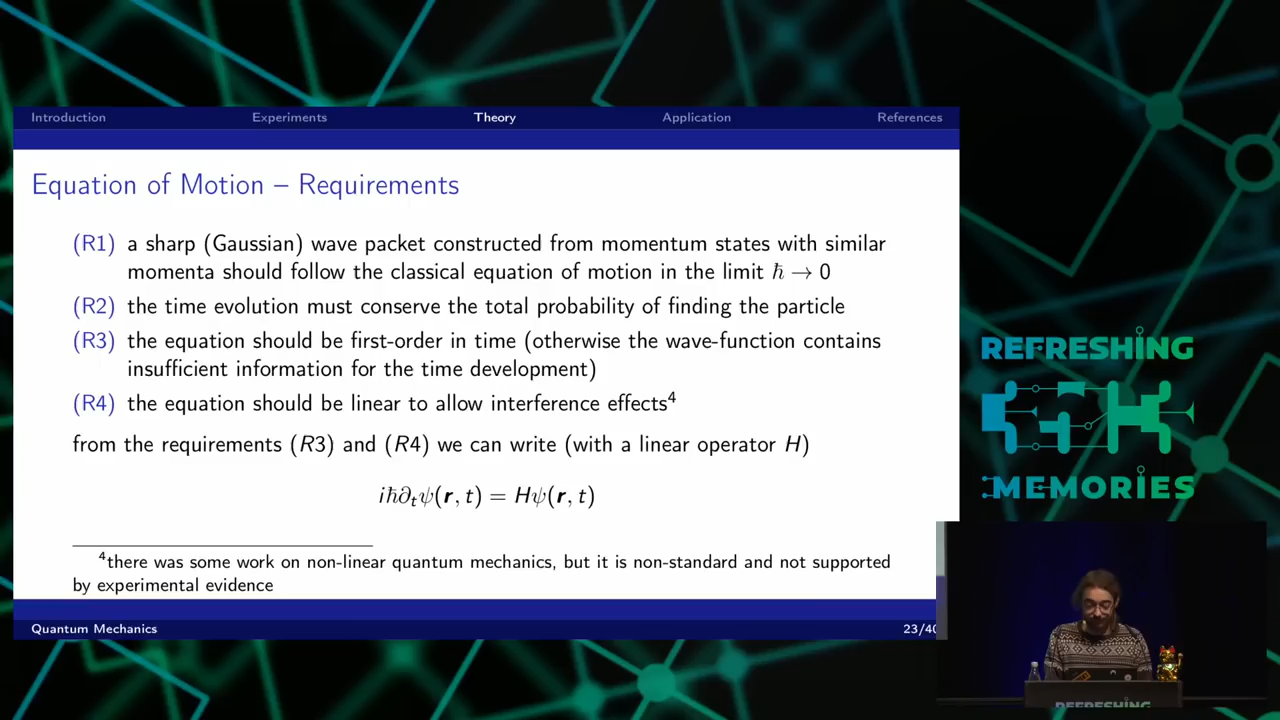 Introduction Experiments Theory Application References
Equation of Motion – Requirements
(R1) a sharp (Gaussian) wave packet constructed from momentum states with similar
momenta should follow the classical equation of motion in the limit ℏ → 0
(R2) the time evolution must conserve the total probability of finding the particle
(R3) the equation should be first-order in time (otherwise the wave-function contains
insufficient information for the time development)
(R4) the equation should be linear to allow interference effects⁴
from the requirements (R3) and (R4) we can write (with a linear operator H)
iℏ∂ₜψ(r, t) = Hψ(r, t)
⁴there was some work on non-linear quantum mechanics, but it is non-standard and not supported
by experimental evidence
Quantum Mechanics 23/40
REFRESHING
MEMORIES
REFRESHING